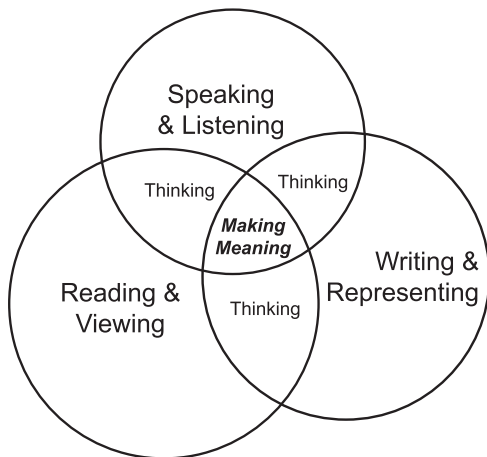 Speaking
& Listening
Thinking
Thinking
Making
Meaning
Reading &
Viewing
Writing &
Representing
Thinking